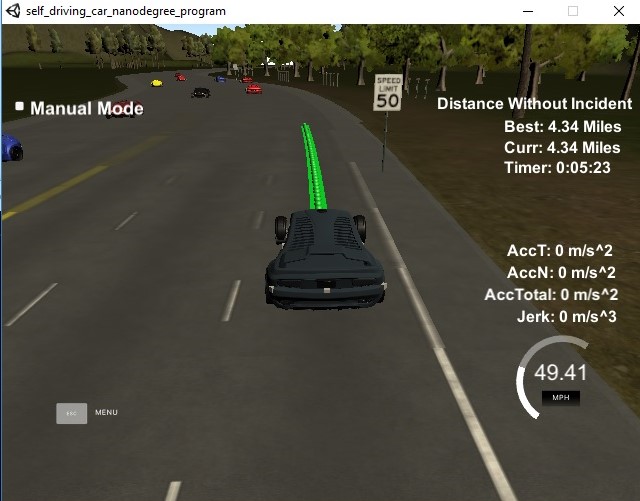 self_driving_car_nanodegree_program
SPEED
LIMIT
50
Manual Mode
Distance Without Incident
Best: 4.34 Miles
Curr: 4.34 Miles
Timer: 0:05:23
AccT: 0 m/s^2
AccN: 0 m/s^2
AccTotal: 0 m/s^2
Jerk: 0 m/s^3
49.41
MPH
ESC MENU